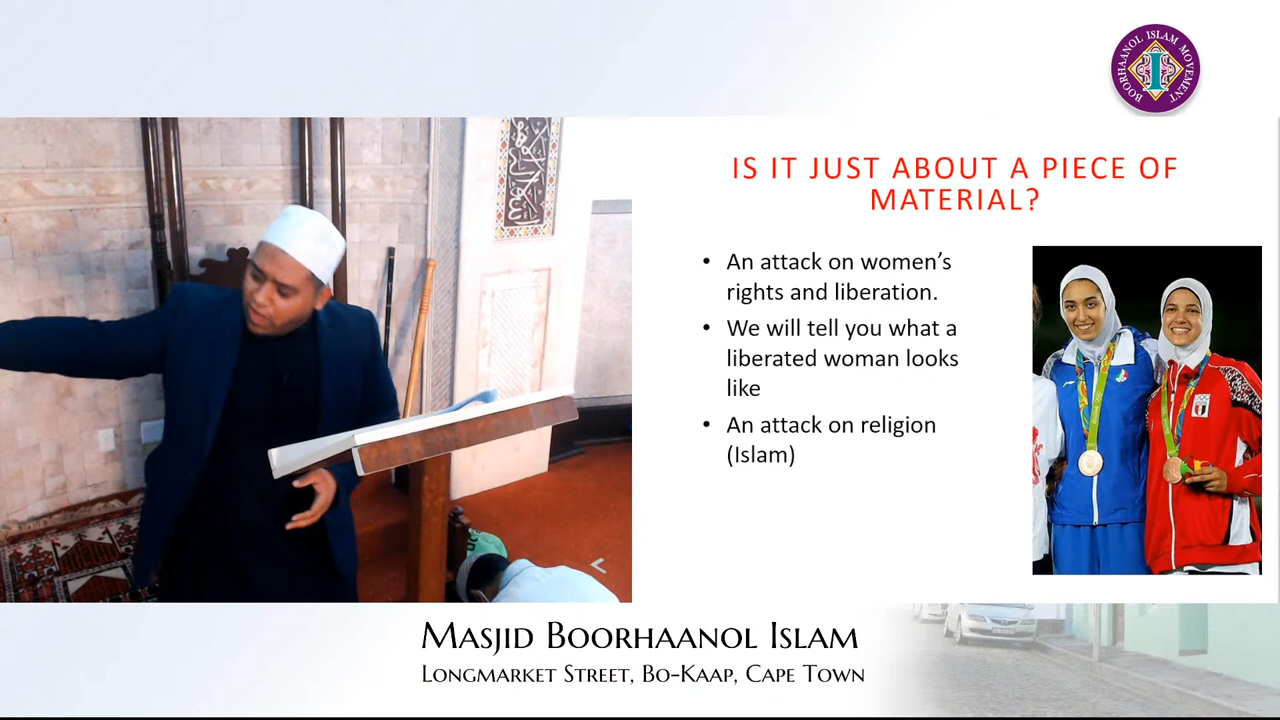 BOORHAANOL ISLAM MOVEMENT
I
IS IT JUST ABOUT A PIECE OF
MATERIAL?
• An attack on women’s
rights and liberation.
• We will tell you what a
liberated woman looks
like
• An attack on religion
(Islam)
Masjid Boorhaanol Islam
Longmarket Street, Bo-Kaap, Cape Town